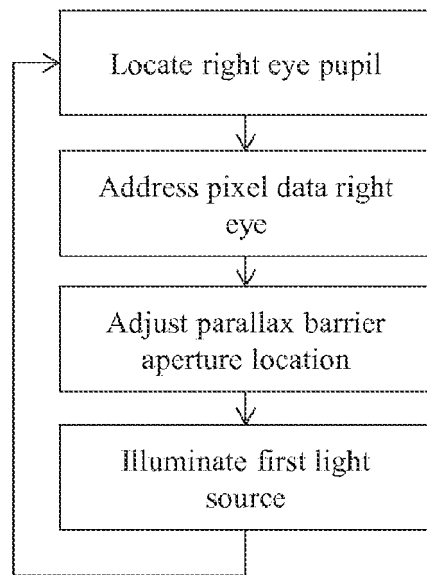 Locate right eye pupil
Address pixel data right
eye
Adjust parallax barrier
aperture location
Illuminate first light
source